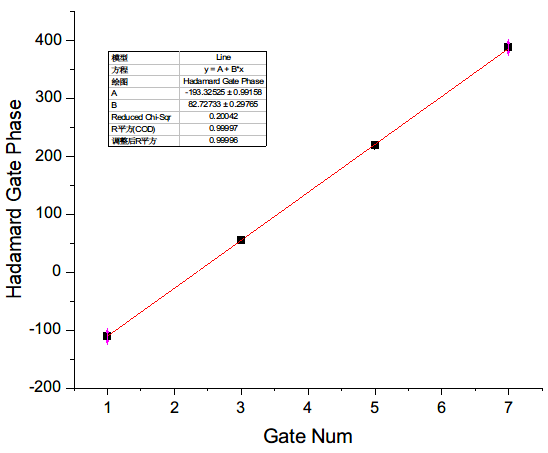 400
300
200
100
0
-100
-200
Hadamard Gate Phase
模型 Line
方程 y = A + B*x
绘图 Hadamard Gate Phase
A -193.32525 ± 0.99158
B 82.72733 ± 0.29765
Reduced Chi-Sqr 0.20042
R平方(COD) 0.99997
调整后R平方 0.99996
1 2 3 4 5 6 7
Gate Num